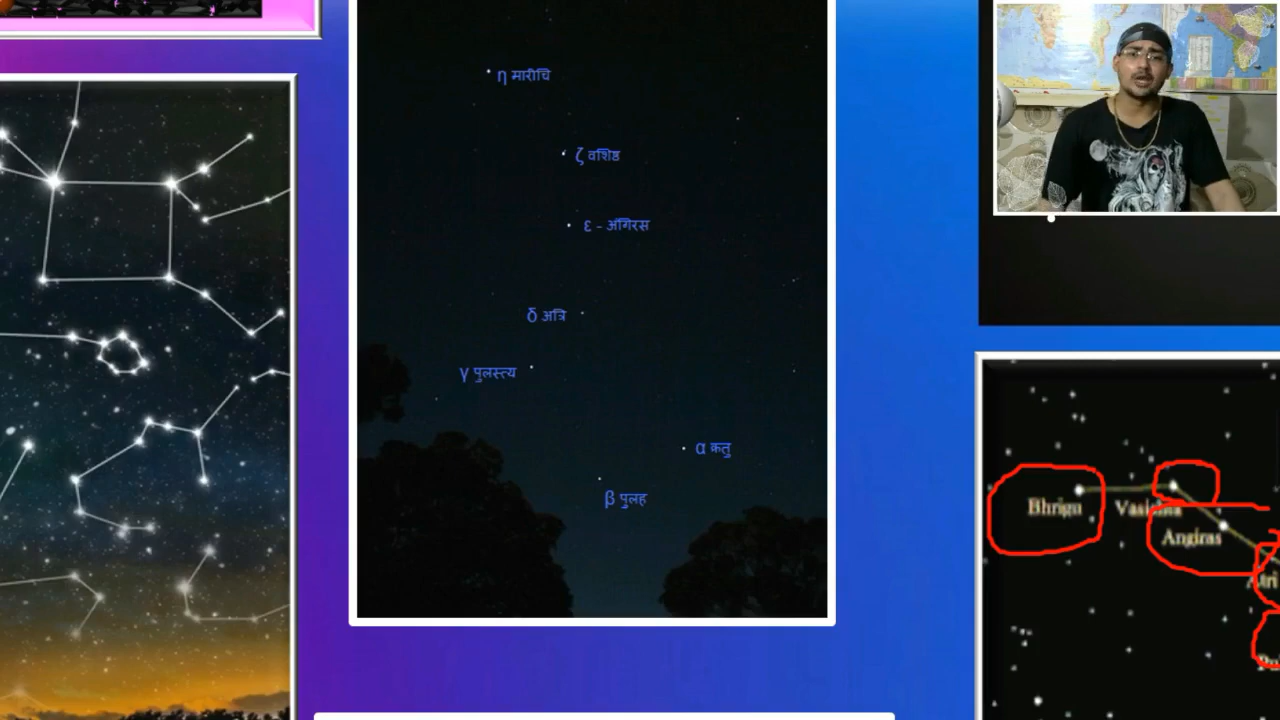 η मारीचि
ζ वशिष्ठ
ε - अंगिरस
δ अत्रि
γ पुलस्त्य
α क्रतु
β पुलह
Bhrigu
Angiras